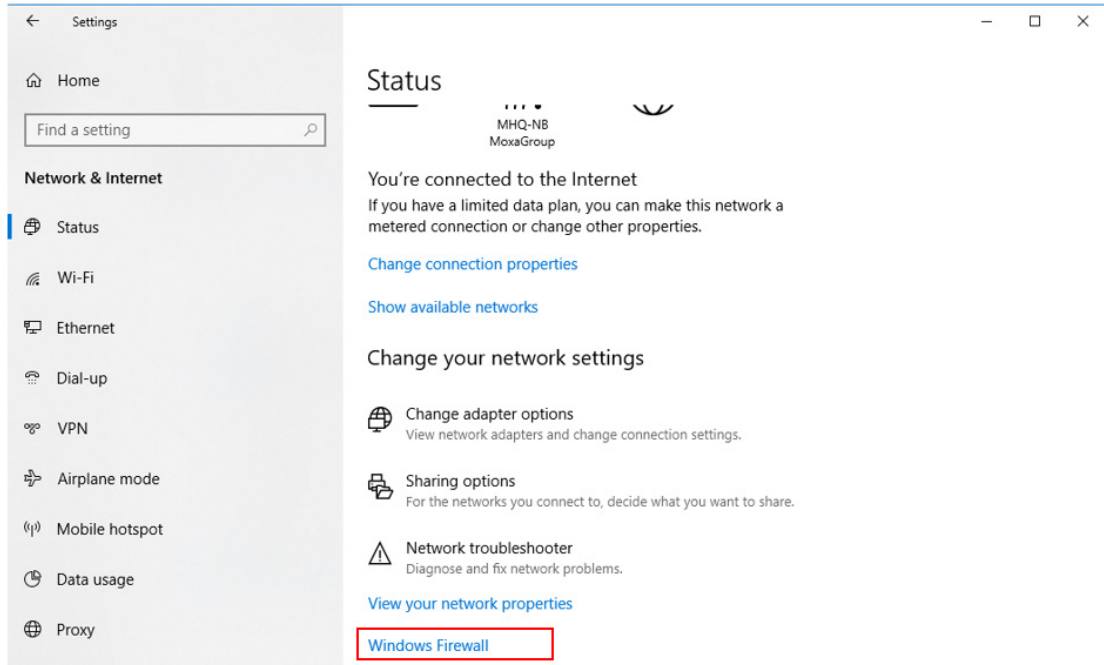 Settings
Home
Find a setting
Network & Internet
Status
Wi-Fi
Ethernet
Dial-up
VPN
Airplane mode
Mobile hotspot
Data usage
Proxy
Status
MHQ-NB
MoxaGroup
You're connected to the Internet
If you have a limited data plan, you can make this network a
metered connection or change other properties.
Change connection properties
Show available networks
Change your network settings
Change adapter options
View network adapters and change connection settings.
Sharing options
For the networks you connect to, decide what you want to share.
Network troubleshooter
Diagnose and fix network problems.
View your network properties
Windows Firewall